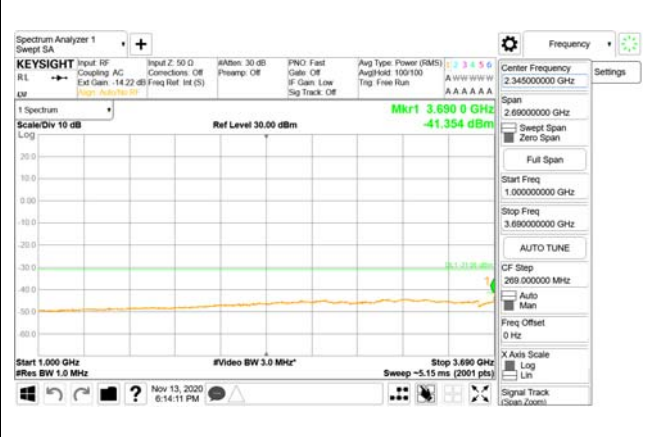 Spectrum Analyzer 1
Swept SA
Frequency
KEYSIGHT
Input: RF
Coupling: AC
Ext Gain: -14.22 dB
Align: Auto/No RF
RL
LM
Input Z: 50 Ω
Corrections: Off
Freq Ref: Int (S)
#Atten: 30 dB
Preamp: Off
PNO: Fast
Gate: Off
IF Gain: Low
Sig Track: Off
Avg Type: Power (RMS)
Avg|Hold: 100/100
Trig: Free Run
1 2 3 4 5 6
A W W W W W
A A A A A A
1 Spectrum
Mkr1 3.690 0 GHz
Scale/Div 10 dB
Ref Level 30.00 dBm
-41.354 dBm
Log
20.0
10.0
0.00
-10.0
-20.0
-30.0
-40.0
-50.0
-60.0
1
Start 1.000 GHz
#Video BW 3.0 MHz*
Stop 3.690 GHz
#Res BW 1.0 MHz
Sweep ~5.15 ms (2001 pts)
Nov 13, 2020
6:14:11 PM
Settings
Center Frequency
2.345000000 GHz
Span
2.69000000 GHz
Swept Span
Zero Span
Full Span
Start Freq
1.000000000 GHz
Stop Freq
3.690000000 GHz
AUTO TUNE
CF Step
269.000000 MHz
Auto
Man
Freq Offset
0 Hz
X Axis Scale
Log
Lin
Signal Track
(Span Zoom)